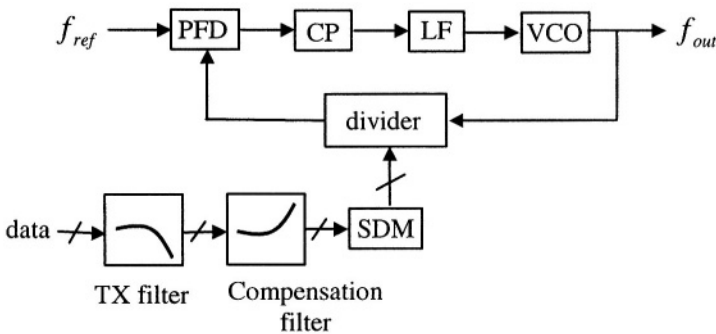 f_ref
PFD
CP
LF
VCO
f_out
divider
data
SDM
TX filter
Compensation
filter